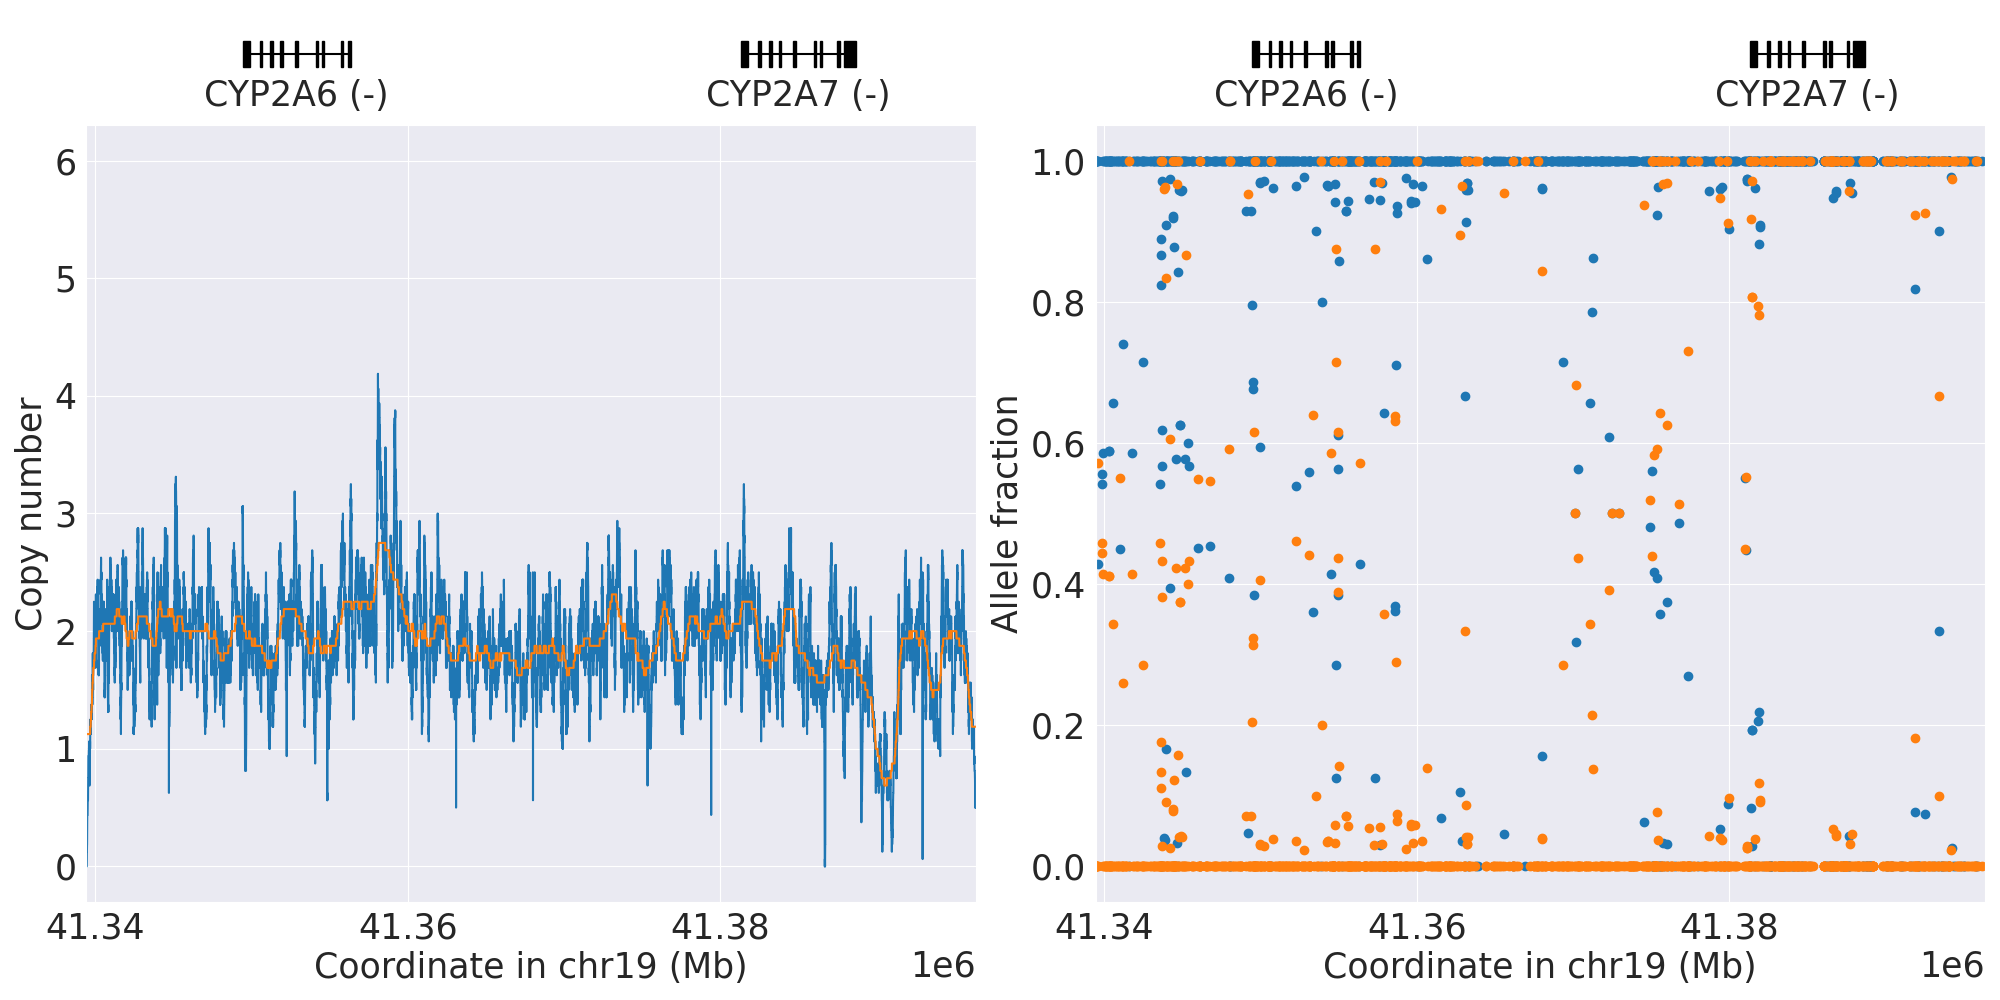 CYP2A6 (-)
CYP2A7 (-)
6
5
4
3
2
1
0
Copy number
41.34
41.36
41.38
Coordinate in chr19 (Mb)
1e6
CYP2A6 (-)
CYP2A7 (-)
1.0
0.8
0.6
0.4
0.2
0.0
Allele fraction
41.34
41.36
41.38
Coordinate in chr19 (Mb)
1e6